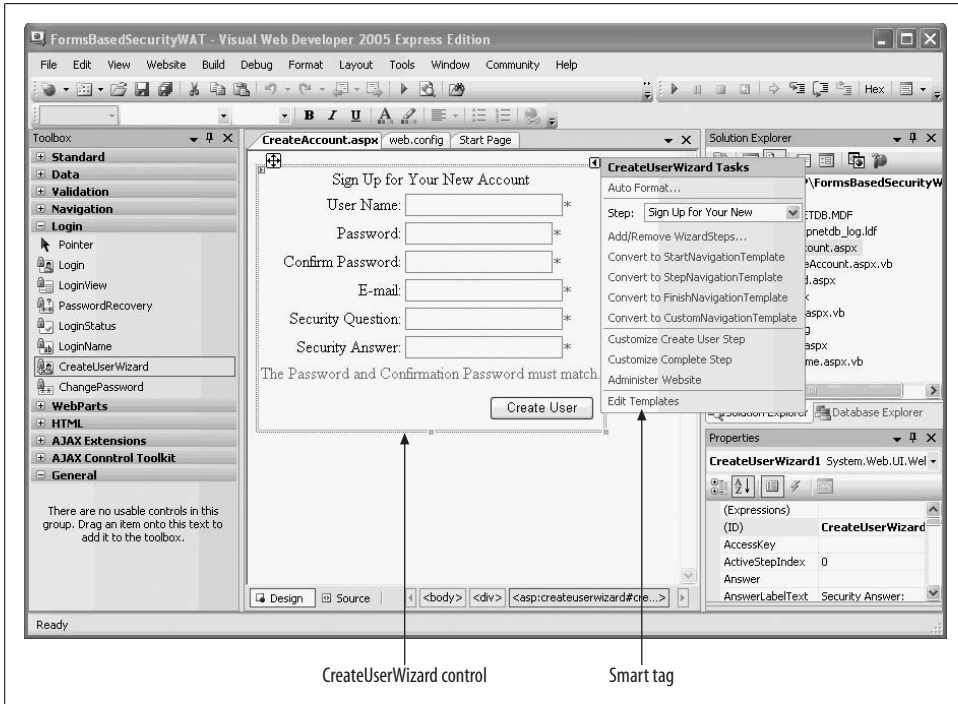 FormsBasedSecurityWAT - Visual Web Developer 2005 Express Edition
File Edit View Website Build Debug Format Layout Tools Window Community Help
Hex
B I U A
Toolbox
Standard
Data
Validation
Navigation
Login
Pointer
Login
LoginView
PasswordRecovery
LoginStatus
LoginName
CreateUserWizard
ChangePassword
WebParts
HTML
AJAX Extensions
AJAX Conntrol Toolkit
General
There are no usable controls in this
group. Drag an item onto this text to
add it to the toolbox.
CreateAccount.aspx web.config Start Page
Sign Up for Your New Account
User Name: *
Password: *
Confirm Password: *
E-mail: *
Security Question: *
Security Answer: *
The Password and Confirmation Password must match.
Create User
CreateUserWizard Tasks
Auto Format...
Step: Sign Up for Your New
Add/Remove WizardSteps...
Convert to StartNavigationTemplate
Convert to StepNavigationTemplate
Convert to FinishNavigationTemplate
Convert to CustomNavigationTemplate
Customize Create User Step
Customize Complete Step
Administer Website
Edit Templates
Solution Explorer
\FormsBasedSecurityW
TDB.MDF
pnetdb_log.ldf
ount.aspx
eAccount.aspx.vb
d.aspx
x
aspx.vb
g
aspx
me.aspx.vb
Solution Explorer Database Explorer
Properties
CreateUserWizard1 System.Web.UI.Wel
(Expressions)
(ID) CreateUserWizard
AccessKey
ActiveStepIndex 0
Answer
AnswerLabelText Security Answer:
Design Source <body> <div> <asp:createuserwizard#cre...>
Ready
CreateUserWizard control Smart tag